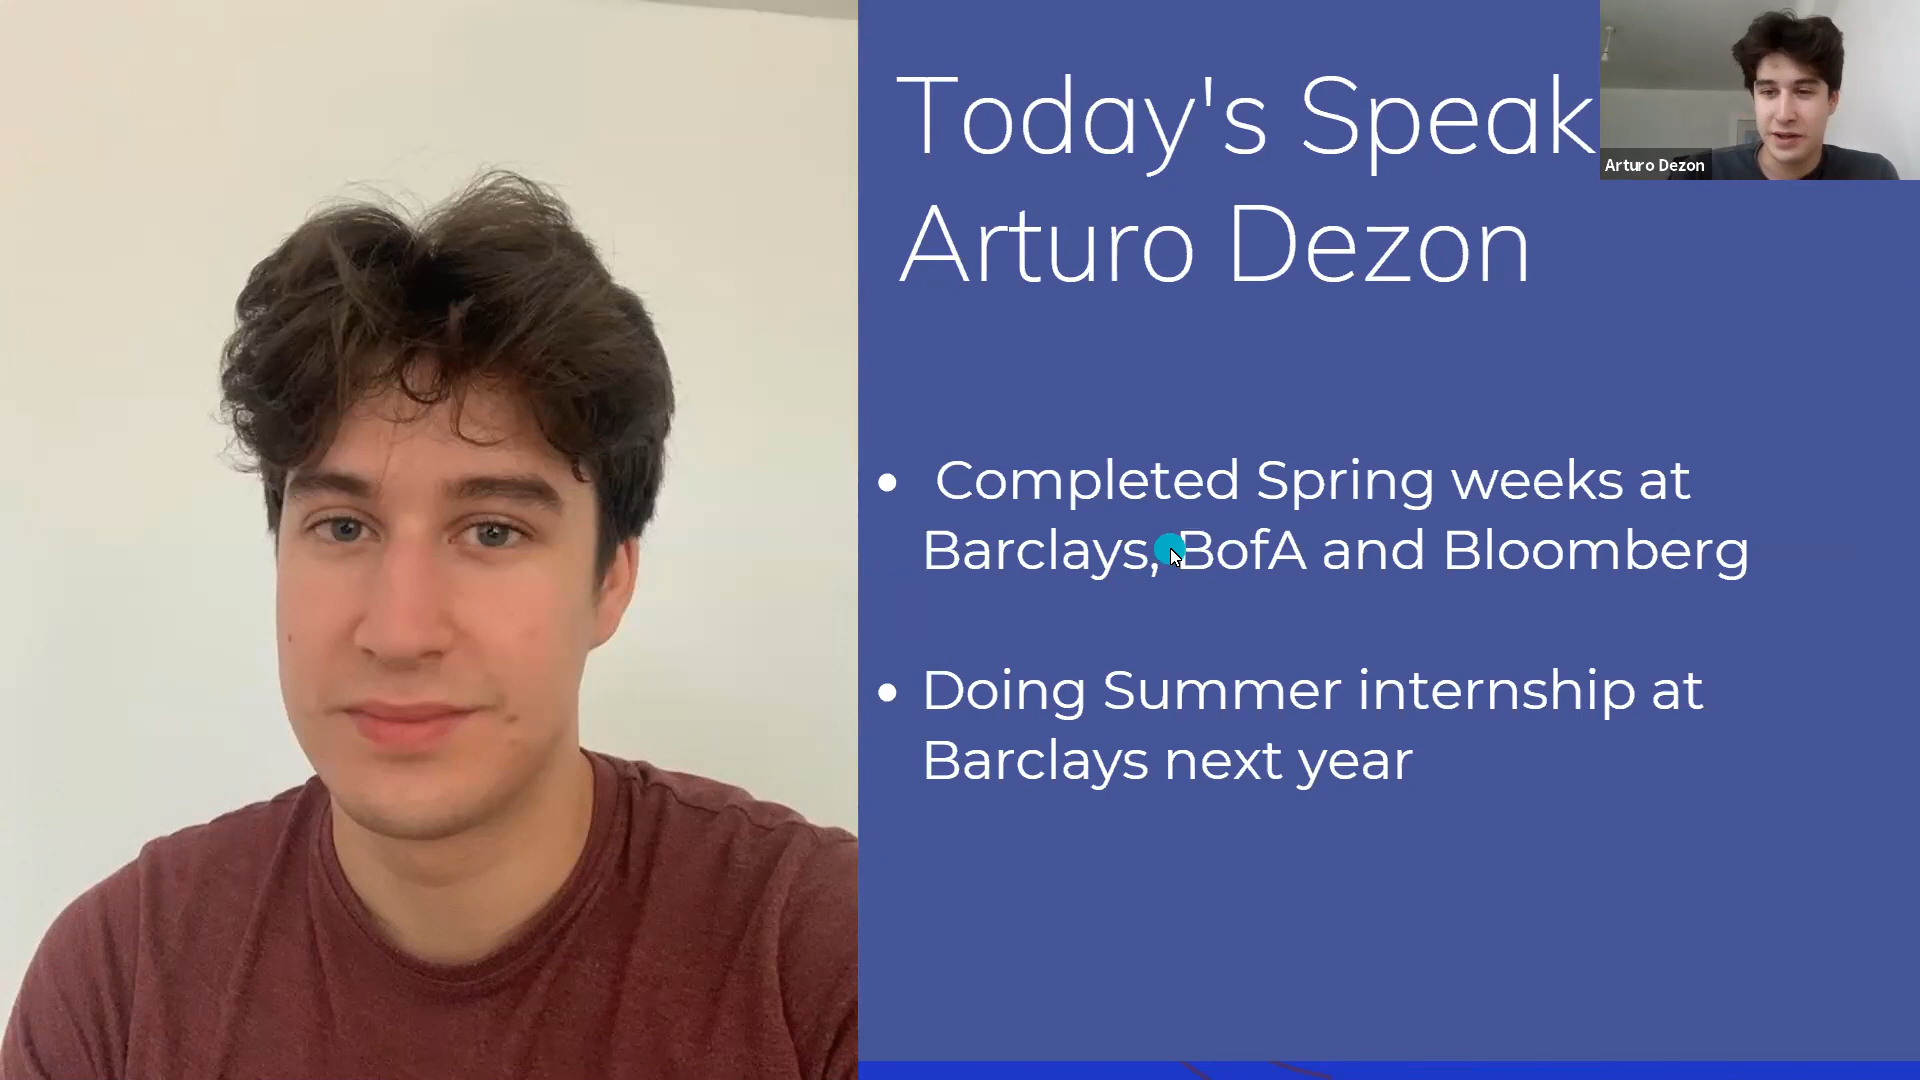 Today's Speak
Arturo Dezon
Arturo Dezon
• Completed Spring weeks at
Barclays, BofA and Bloomberg
• Doing Summer internship at
Barclays next year